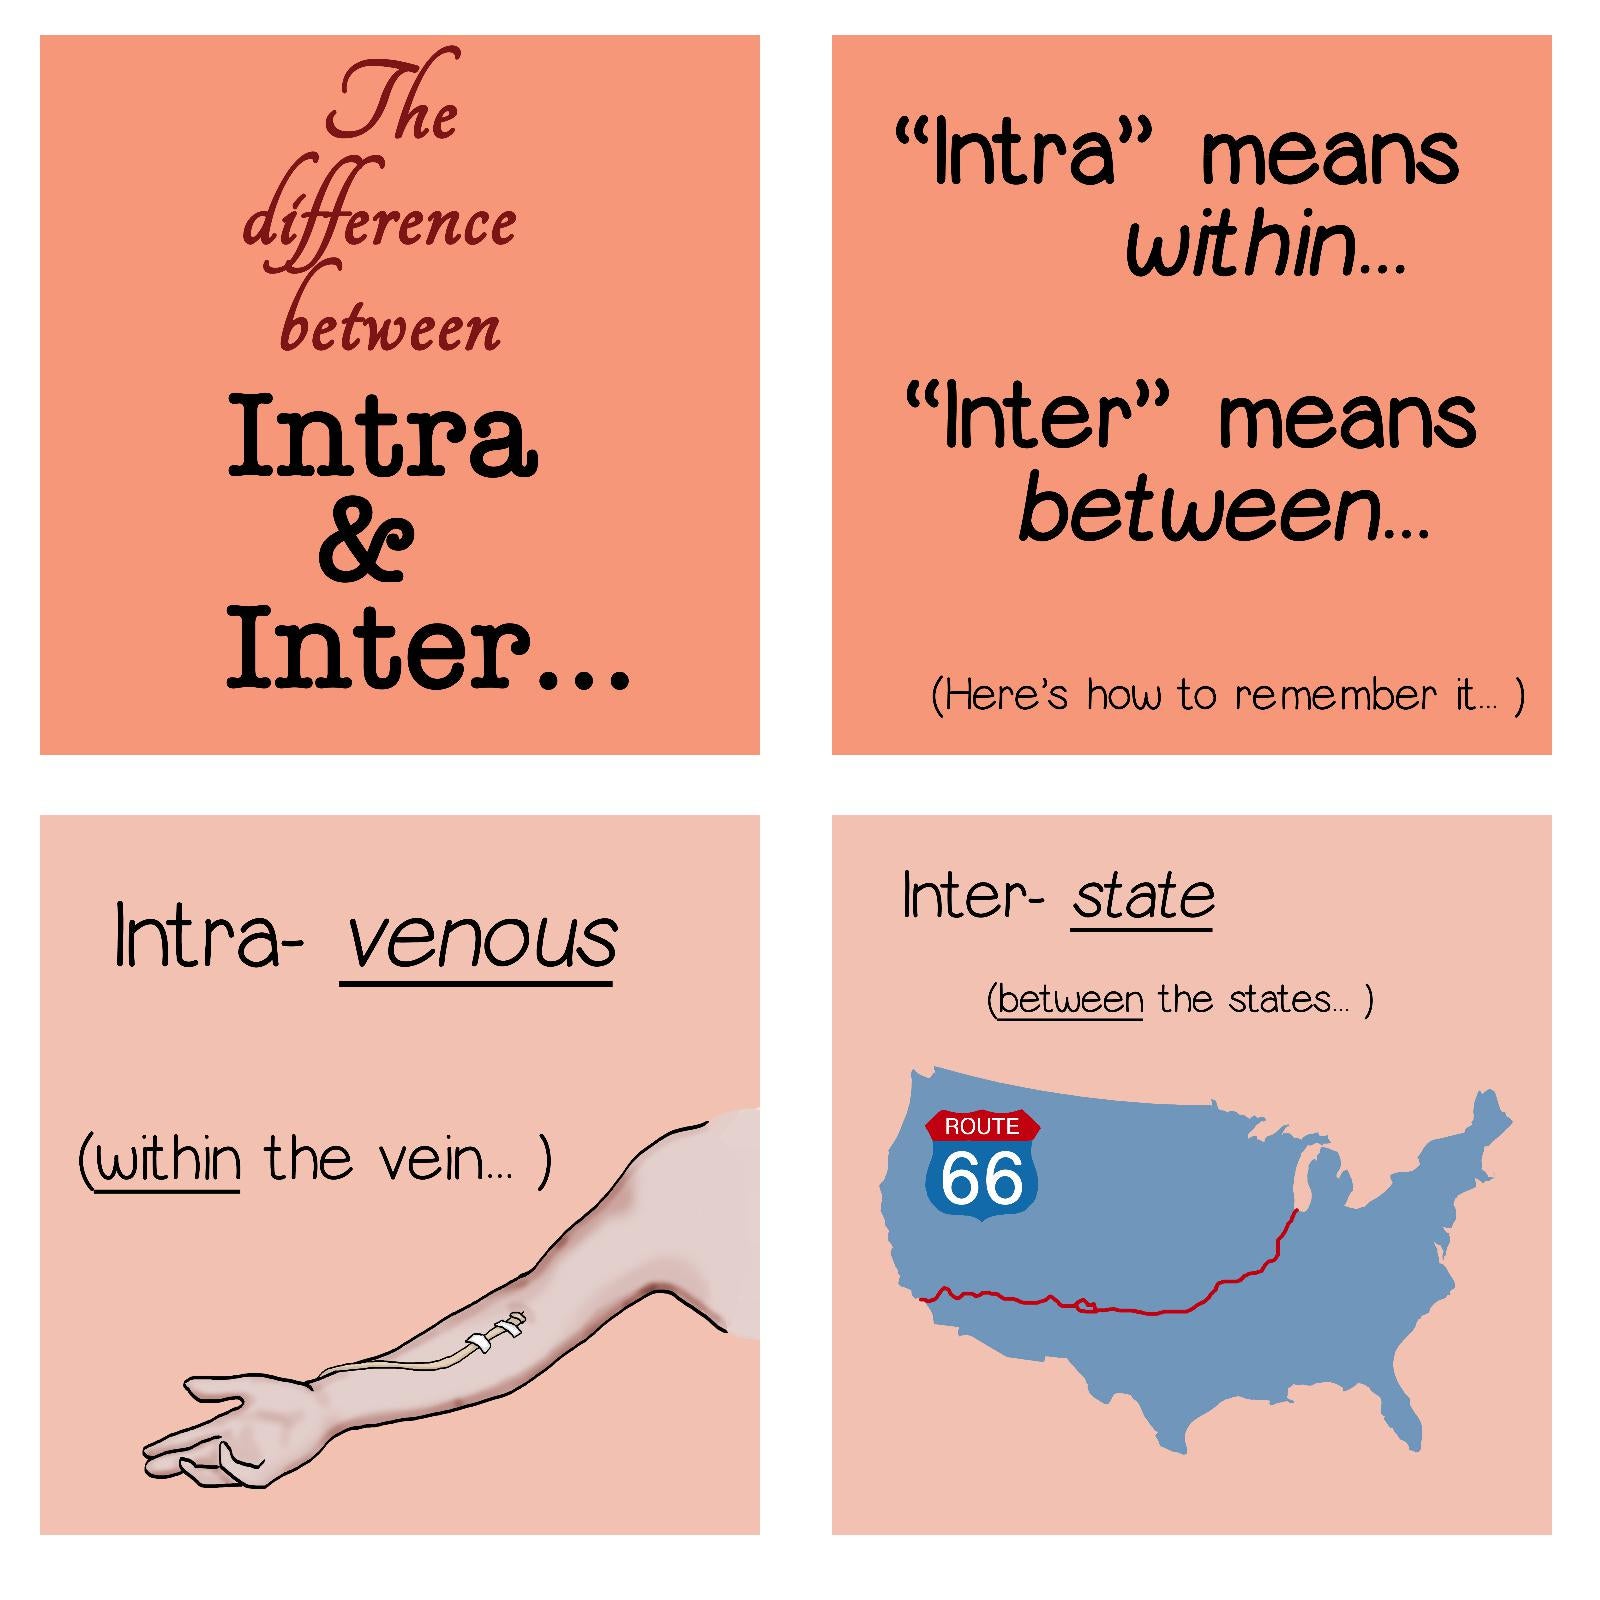 The
difference
between
Intra
&
Inter...
“Intra” means
within...
“Inter” means
between...
(Here's how to remember it... )
Intra- venous
(within the vein... )
Inter- state
(between the states... )
ROUTE
66